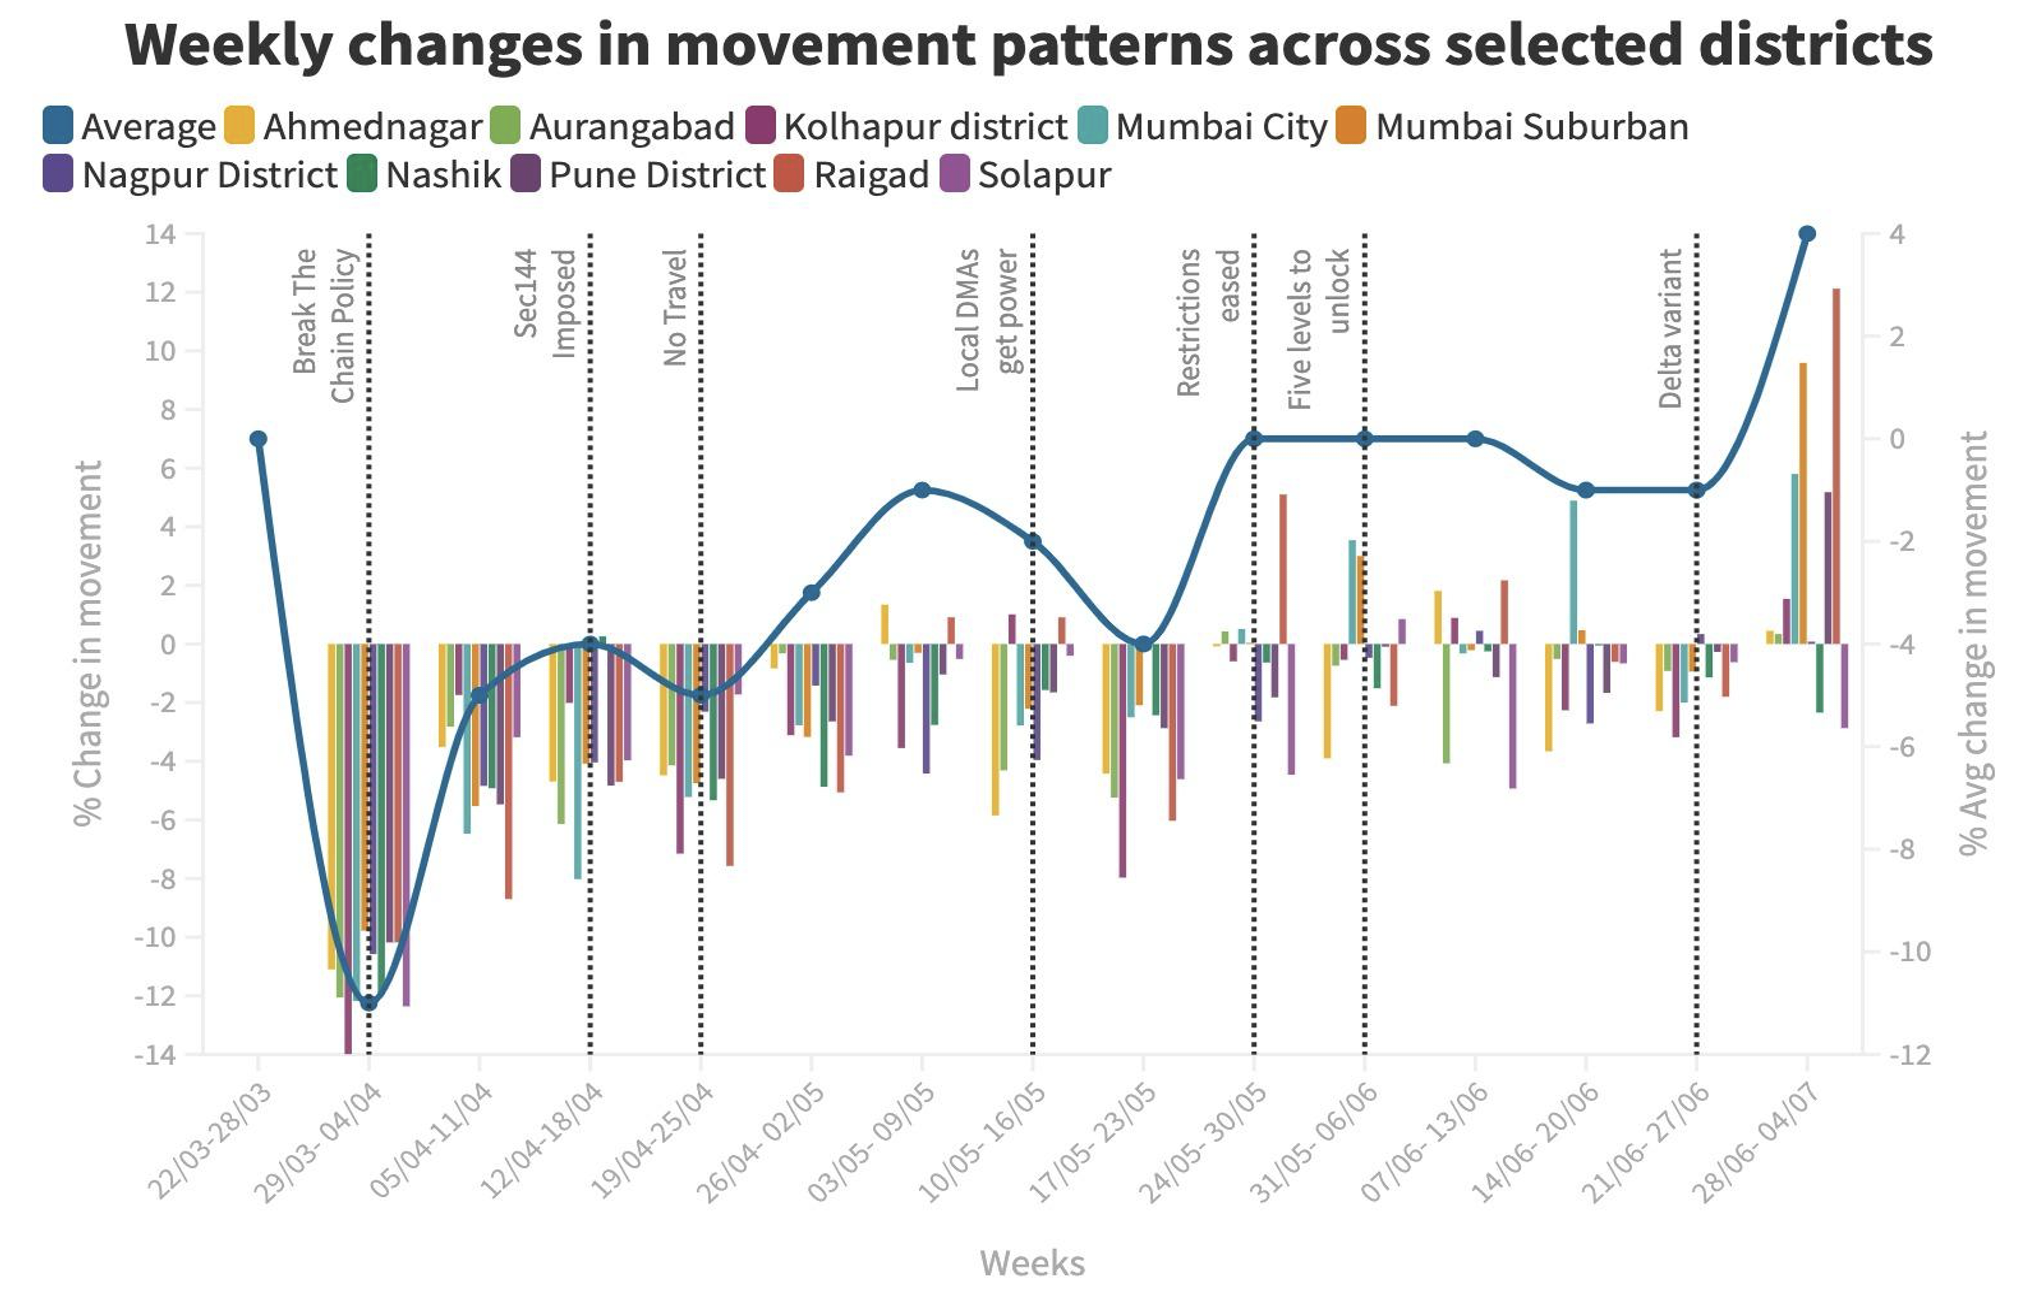 Weekly changes in movement patterns across selected districts
Average Ahmednagar Aurangabad Kolhapur district Mumbai City Mumbai Suburban
Nagpur District Nashik Pune District Raigad Solapur
Break The
Chain Policy
Sec144
Imposed
No Travel
Local DMAs
get power
Restrictions
eased
Five levels to
unlock
Delta variant
% Change in movement
14
12
10
8
6
4
2
0
-2
-4
-6
-8
-10
-12
-14
4
2
0
-2
-4
-6
-8
-10
-12
% Avg change in movement
22/03-28/03
29/03- 04/04
05/04-11/04
12/04-18/04
19/04-25/04
26/04- 02/05
03/05- 09/05
10/05- 16/05
17/05- 23/05
24/05- 30/05
31/05- 06/06
07/06- 13/06
14/06- 20/06
21/06- 27/06
28/06- 04/07
Weeks